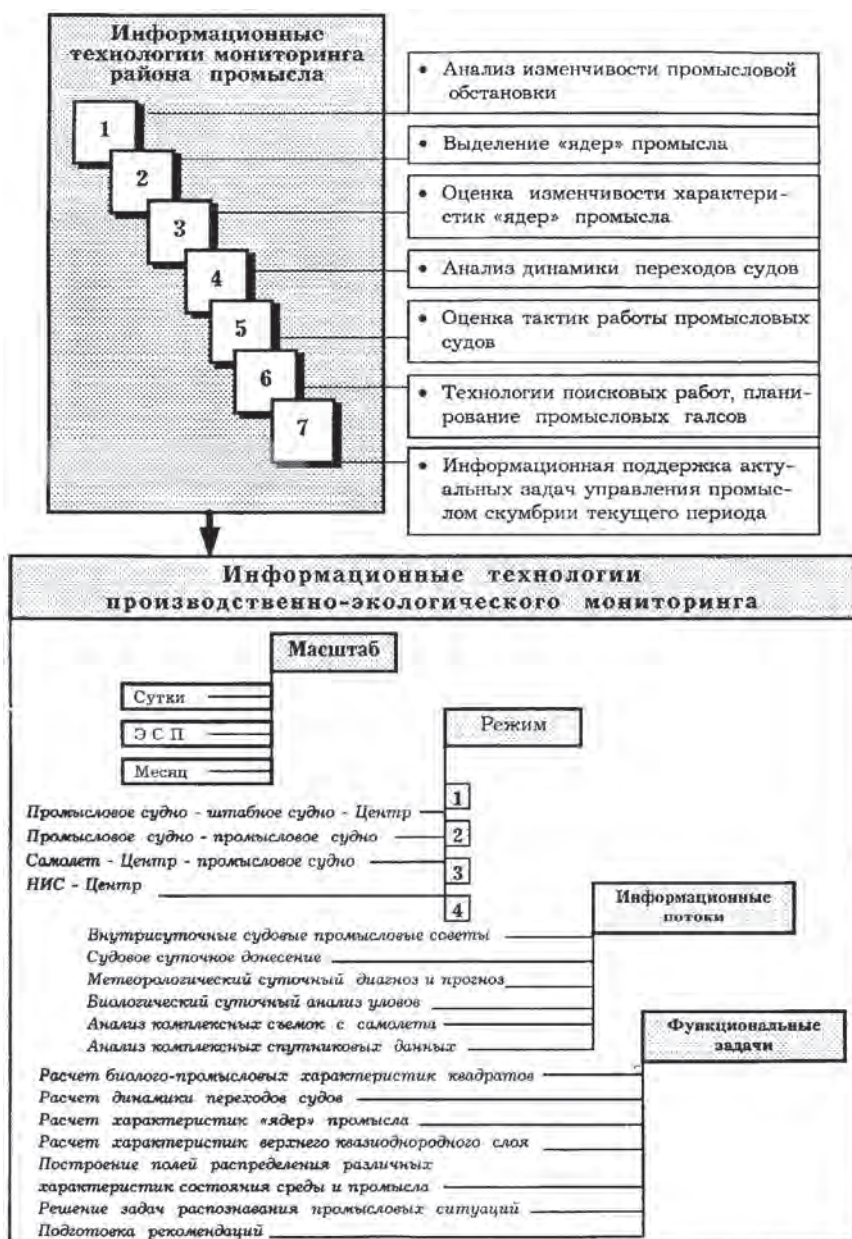 Информационные
технологии мониторинга
района промысла
1
2
3
4
5
6
7
• Анализ изменчивости промысловой
обстановки
• Выделение «ядер» промысла
• Оценка изменчивости характери-
стик «ядер» промысла
• Анализ динамики переходов судов
• Оценка тактик работы промысловых
судов
• Технологии поисковых работ, плани-
рование промысловых галсов
• Информационная поддержка акту-
альных задач управления промыс-
лом скумбрии текущего периода
Информационные технологии
производственно-экологического мониторинга
Масштаб
Сутки
Э С П
Месяц
Режим
1
2
3
4
Промысловое судно - штабное судно - Центр
Промысловое судно - промысловое судно
Самолет - Центр - промысловое судно
НИС - Центр
Информационные
потоки
Внутрисуточные судовые промысловые советы
Судовое суточное донесение
Метеорологический суточный диагноз и прогноз
Биологический суточный анализ уловов
Анализ комплексных съемок с самолета
Анализ комплексных спутниковых данных
Функциональные
задачи
Расчет биолого-промысловых характеристик квадратов
Расчет динамики переходов судов
Расчет характеристик «ядер» промысла
Расчет характеристик верхнего квазиоднородного слоя
Построение полей распределения различных
характеристик состояния среды и промысла
Решение задач распознавания промысловых ситуаций
Подготовка рекомендаций